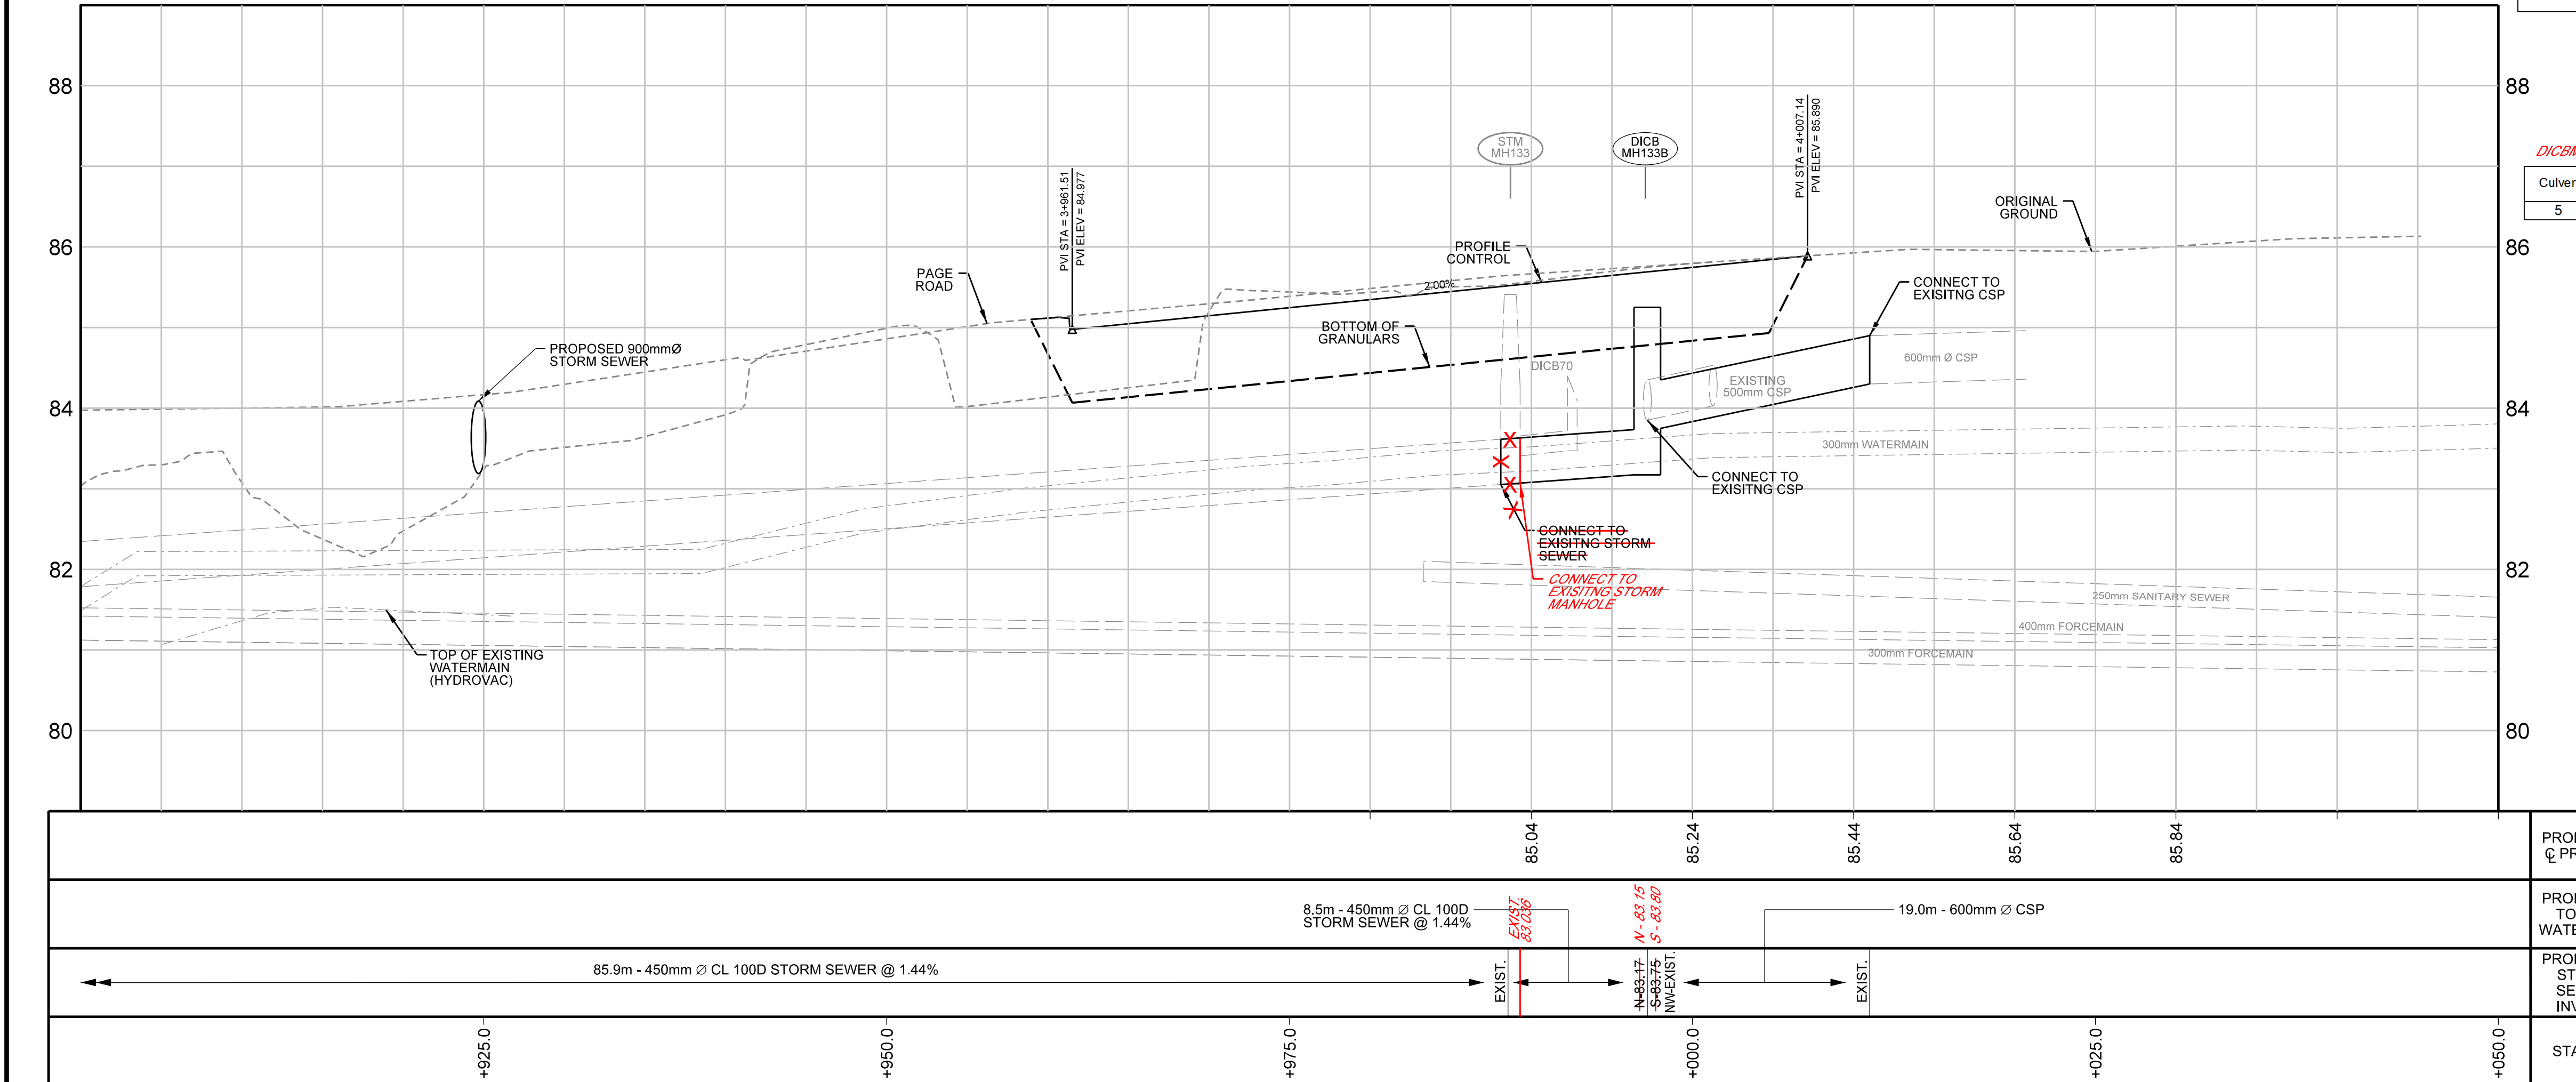 88
88
STM
MH133
DICB
MH133B
PVI STA = 4+007.14
PVI ELEV = 85.890
DICBM
Culver
5
PVI STA = 3+961.51
PVI ELEV = 84.977
ORIGINAL
GROUND
86
86
PROFILE
CONTROL
PAGE
ROAD
2.00%
CONNECT TO
EXISITNG CSP
BOTTOM OF
GRANULARS
PROPOSED 900mmØ
STORM SEWER
600mm Ø CSP
DICB70
EXISTING
500mm CSP
84
84
300mm WATERMAIN
CONNECT TO
EXISITNG CSP
CONNECT TO
EXISITNG STORM
SEWER
82
82
CONNECT TO
EXISITNG STORM
MANHOLE
250mm SANITARY SEWER
400mm FORCEMAIN
300mm FORCEMAIN
TOP OF EXISTING
WATERMAIN
(HYDROVAC)
80
80
85.04
85.24
85.44
85.64
85.84
8.5m - 450mm Ø CL 100D
STORM SEWER @ 1.44%
EXIST.
83.036
N - 83.15
S - 83.80
19.0m - 600mm Ø CSP
85.9m - 450mm Ø CL 100D STORM SEWER @ 1.44%
EXIST.
N-83.17
S-83.75
NW-EXIST.
EXIST.
+925.0
+950.0
+975.0
+000.0
+025.0
+050.0
PRO
℄ PR
PRO
TO
WATE
PRO
ST
SE
INV
STA